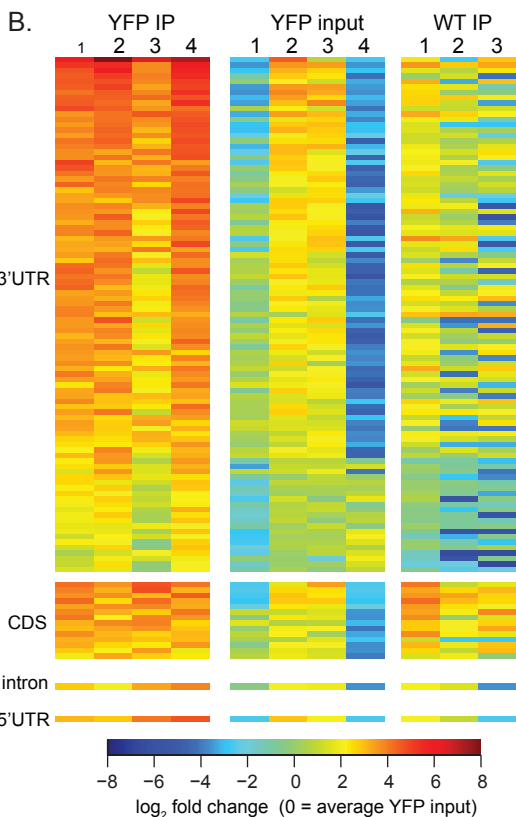 B.
YFP IP YFP input WT IP
1 2 3 4 1 2 3 4 1 2 3
3'UTR
CDS
intron
5'UTR
−8 −6 −4 −2 0 2 4 6 8
log2 fold change (0 = average YFP input)